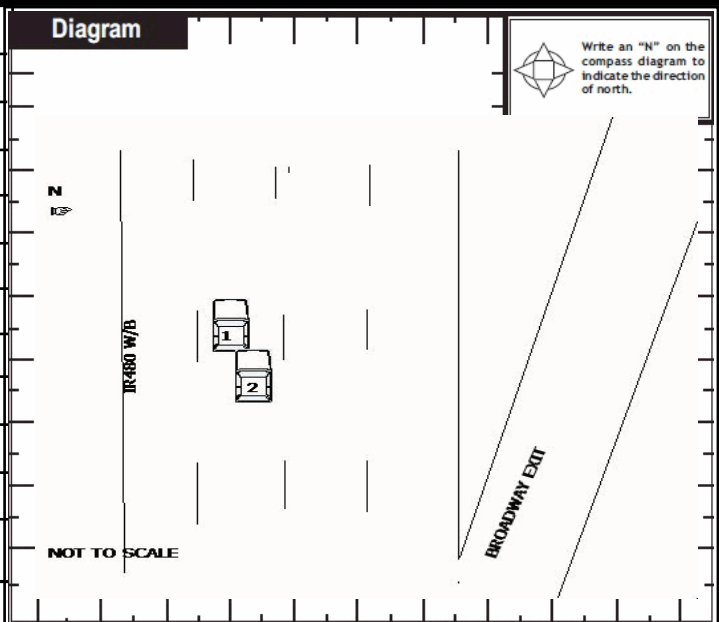 Diagram
Write an “N” on the
compass diagram to
indicate the direction
of north.
N
IR480 W/B
1
2
BROADWAY EXIT
NOT TO SCALE